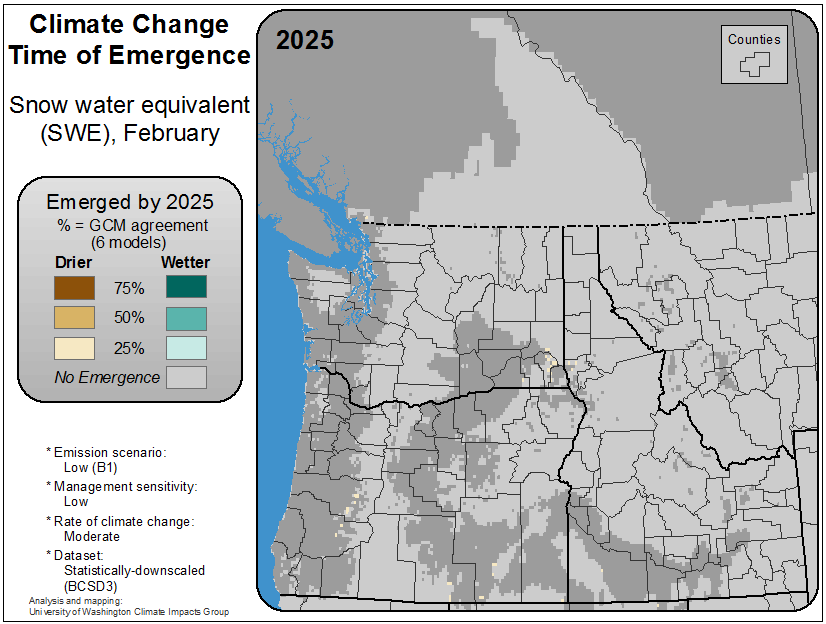 Climate Change
Time of Emergence
Snow water equivalent
(SWE), February
Emerged by 2025
% = GCM agreement
(6 models)
Drier Wetter
75%
50%
25%
No Emergence
* Emission scenario:
Low (B1)
* Management sensitivity:
Low
* Rate of climate change:
Moderate
* Dataset:
Statistically-downscaled
(BCSD3)
Analysis and mapping:
University of Washington Climate Impacts Group
2025
Counties